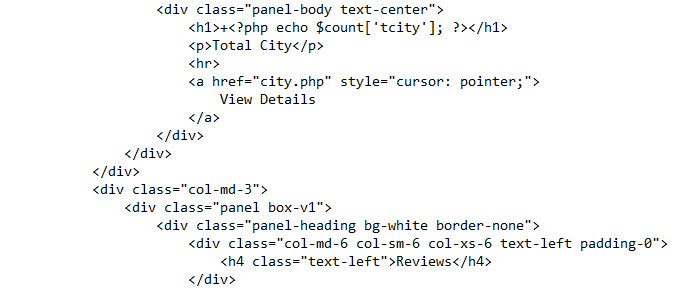 <div class="panel-body text-center">
<h1>+<?php echo $count['tcity']; ?></h1>
<p>Total City</p>
<hr>
<a href="city.php" style="cursor: pointer;">
View Details
</a>
</div>
</div>
</div>
<div class="col-md-3">
<div class="panel box-v1">
<div class="panel-heading bg-white border-none">
<div class="col-md-6 col-sm-6 col-xs-6 text-left padding-0">
<h4 class="text-left">Reviews</h4>
</div>